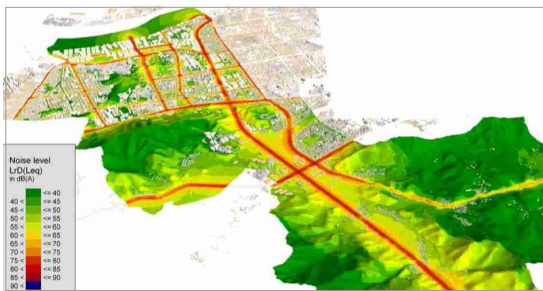 Noise level
LrD(Leq)
in dB(A)
<= 40
40 < <= 45
45 < <= 50
50 < <= 55
55 < <= 60
60 < <= 65
65 < <= 70
70 < <= 75
75 < <= 80
80 < <= 85
85 < <= 90
90 <